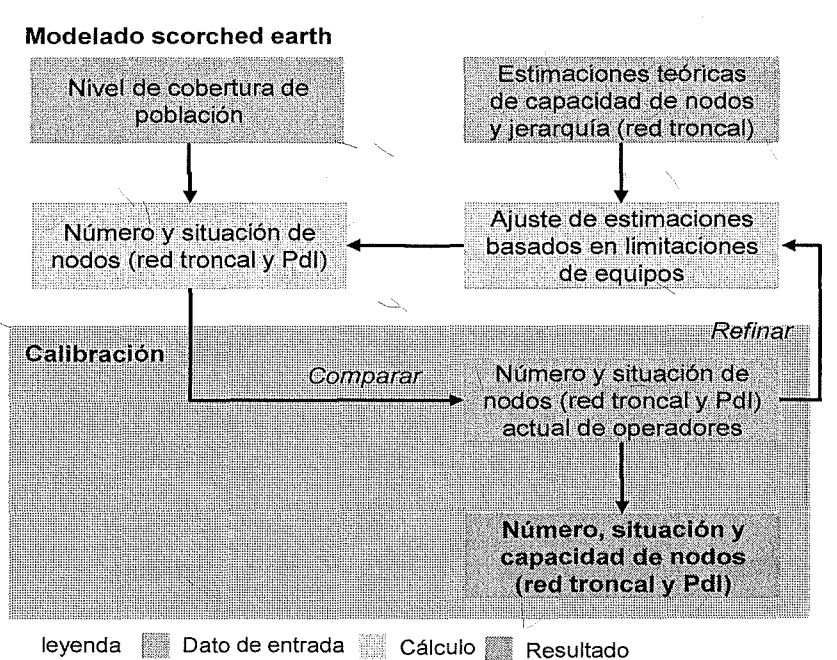 Modelado scorched earth
Nivel de cobertura de
población
Estimaciones teóricas
de capacidad de nodos
y jerarquía (red troncal)
Número y situación de
nodos (red troncal y PdI)
Ajuste de estimaciones
basados en limitaciones
de equipos
Refinar
Calibración
Comparar
Número y situación de
nodos (red troncal y PdI)
actual de operadores
Número, situación y
capacidad de nodos
(red troncal y PdI)
leyenda Dato de entrada Cálculo Resultado